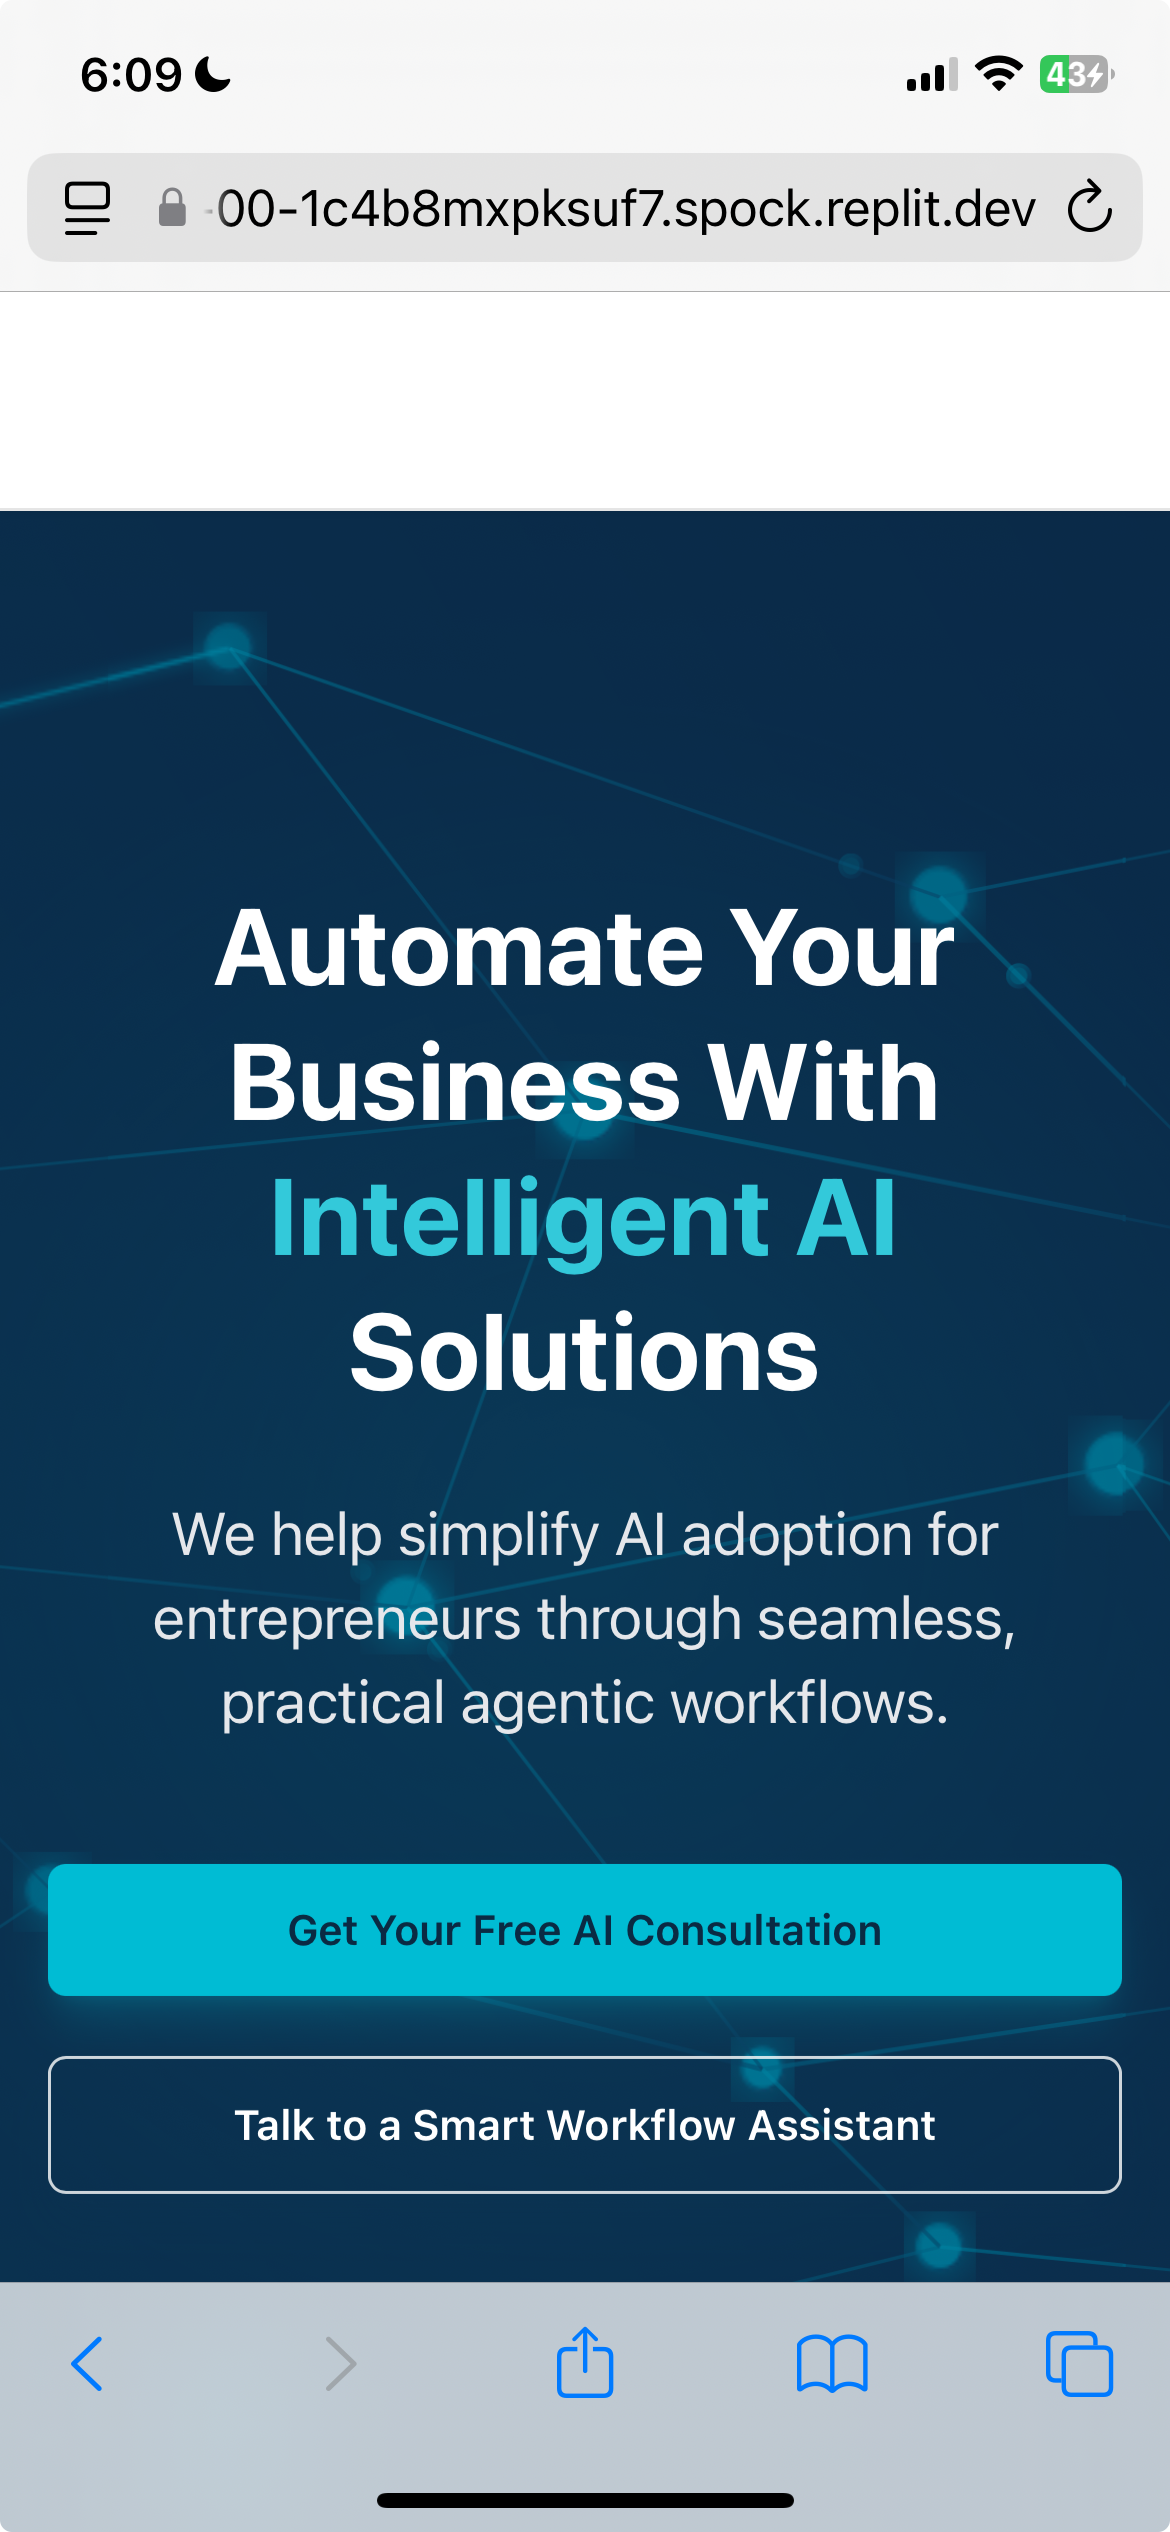 6:09
43
-00-1c4b8mxpksuf7.spock.replit.dev
Automate Your
Business With
Intelligent AI
Solutions
We help simplify AI adoption for
entrepreneurs through seamless,
practical agentic workflows.
Get Your Free AI Consultation
Talk to a Smart Workflow Assistant